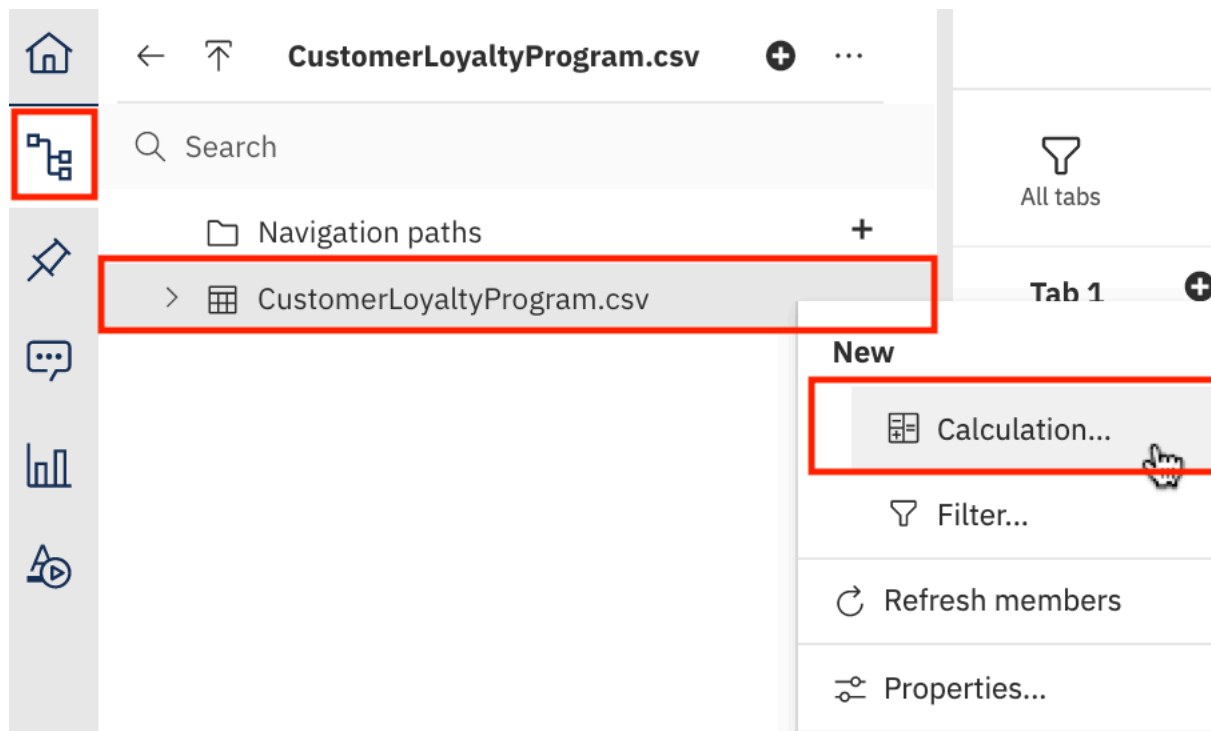 CustomerLoyaltyProgram.csv
Search
All tabs
Navigation paths
CustomerLoyaltyProgram.csv
Tab 1
New
Calculation...
Filter...
Refresh members
Properties...